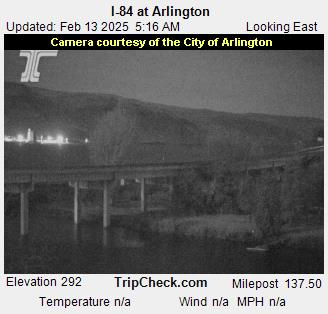 I-84 at Arlington
Updated: Feb 13 2025 5:16 AM Looking East
Camera courtesy of the City of Arlington
Elevation 292 TripCheck.com Milepost 137.50
Temperature n/a Wind n/a MPH n/a